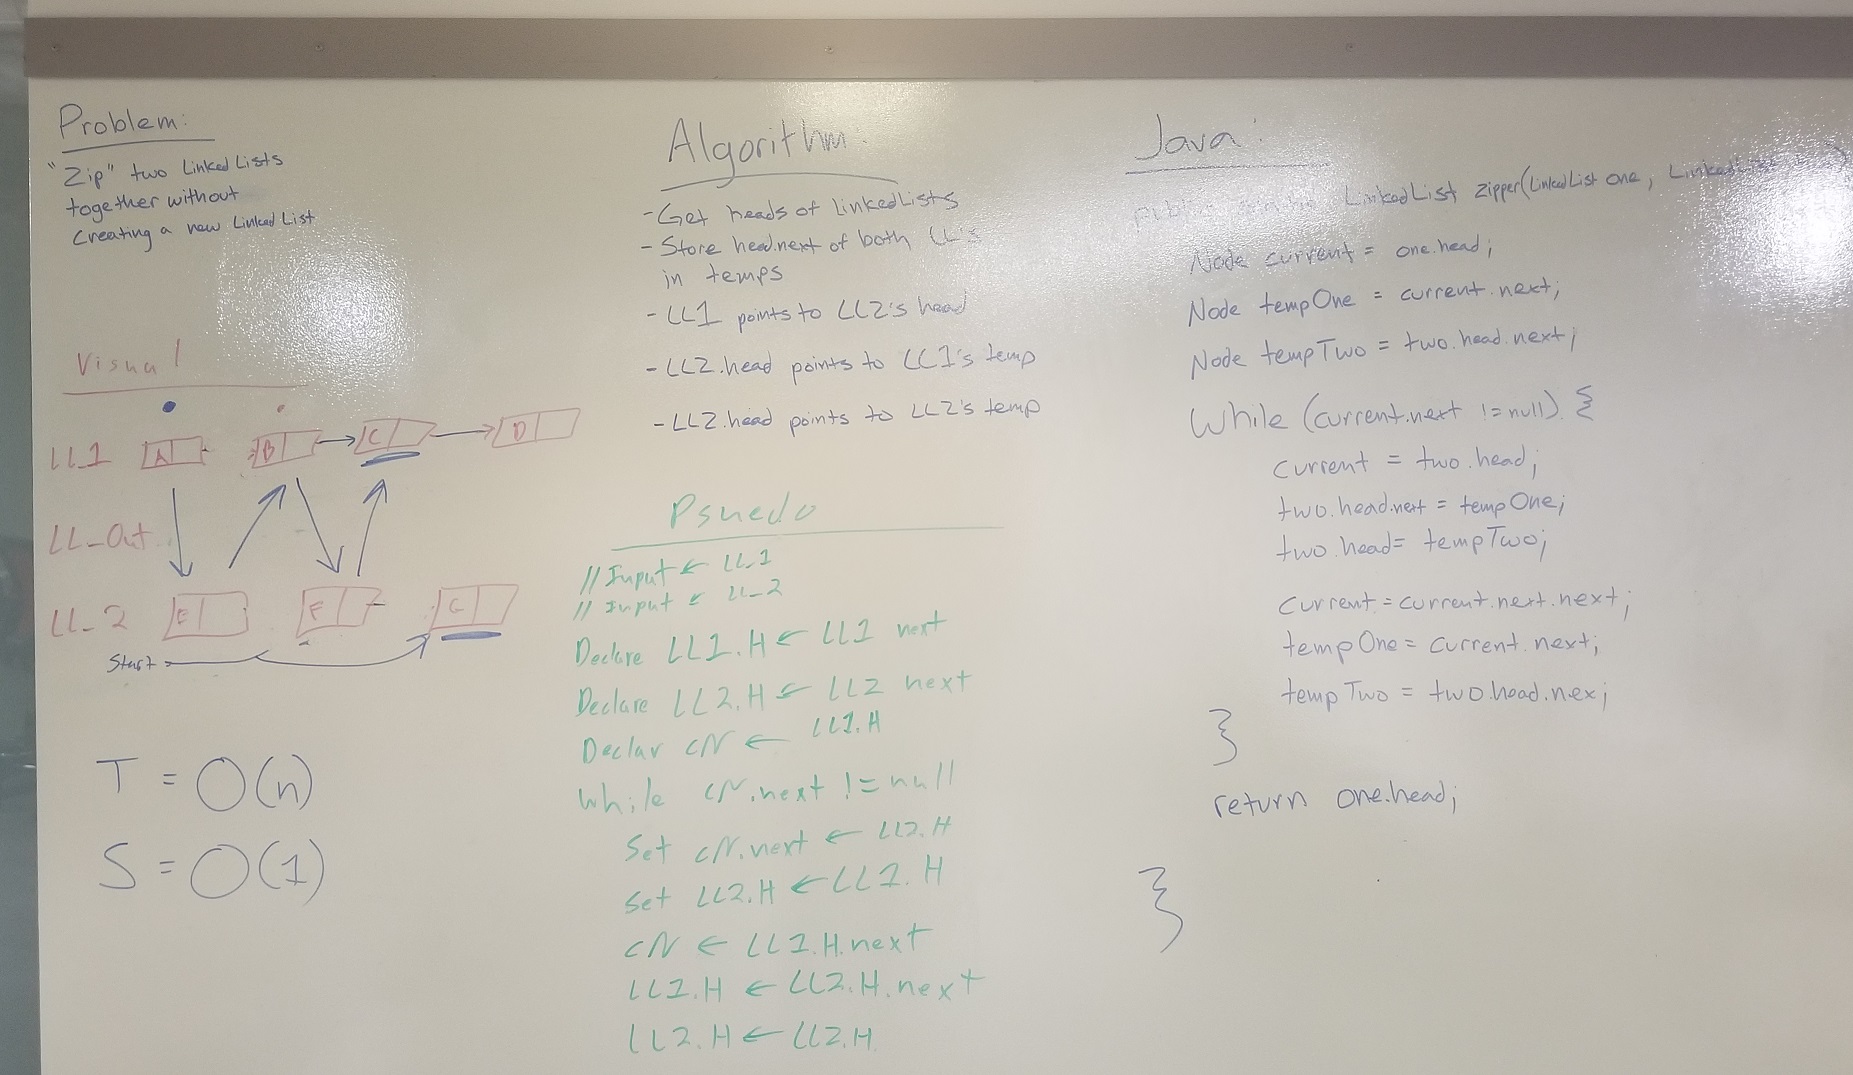 Problem:
"Zip" two Linked Lists
together without
Creating a new Linked List
Visual
LL1 A B C D
LL_Out
LL_2 E F G
Start
T = O(n)
S = O(1)
Algorithm:
- Get heads of linkedLists
- Store head.next of both LL's
in temps
- LL1 points to LL2's head
- LL2.head points to LL1's temp
- LL2.head points to LL2's temp
Psuedo
// Input ← LL_1
// Input ← LL_2
Declare LL1.H ← LL1 next
Declare LL2.H ← LL2 next
Declar cN ← LL1.H
While cN.next != null
Set cN.next ← LL2.H
Set LL2.H ← LL1.H
cN ← LL1.H.next
LL1.H ← LL2.H.next
LL2.H ← LL2.H
Java:
public LinkedList zipper(LinkedList one, LinkedList
Node current = one.head;
Node tempOne = current.next;
Node tempTwo = two.head.next;
While (current.next != null) {
current = two.head;
two.head.next = tempOne;
two.head = tempTwo;
current = current.next.next;
tempOne = current.next;
tempTwo = two.head.nex;
}
return one.head;
}